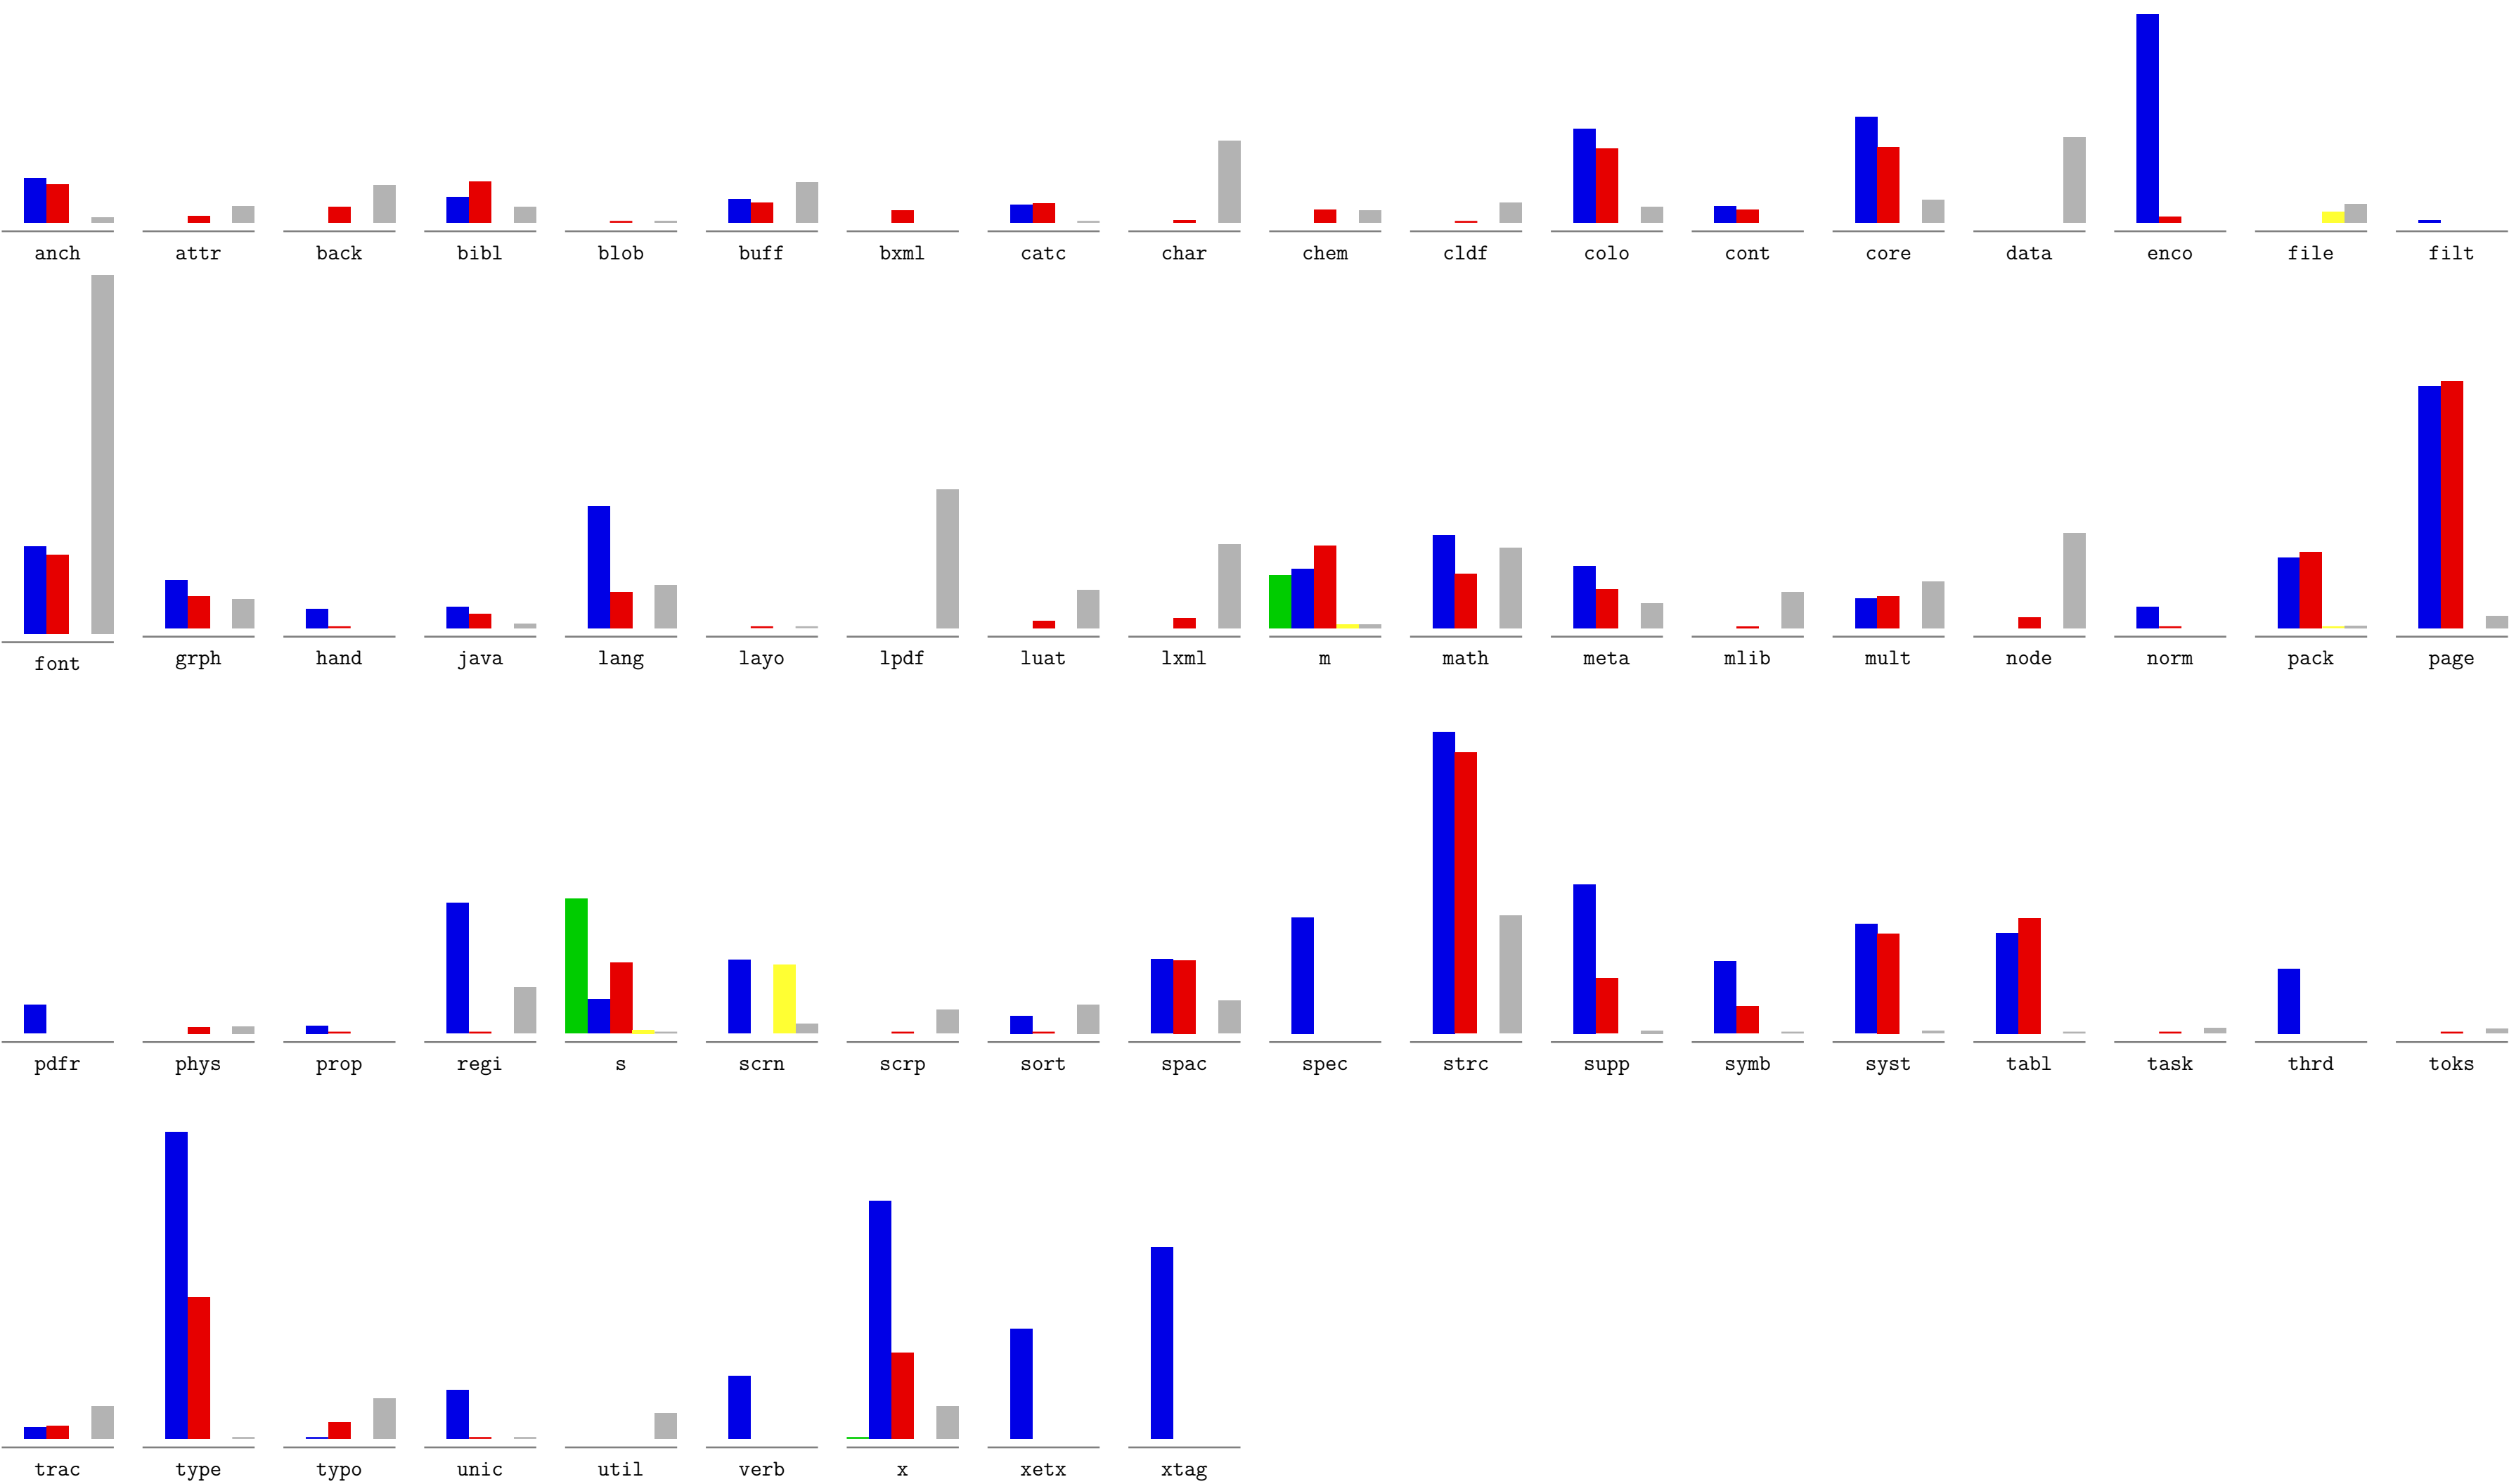 anch attr back bibl blob buff bxml catc char chem cldf colo cont core data enco file filt
font grph hand java lang layo lpdf luat lxml m math meta mlib mult node norm pack page
pdfr phys prop regi s scrn scrp sort spac spec strc supp symb syst tabl task thrd toks
trac type typo unic util verb x xetx xtag